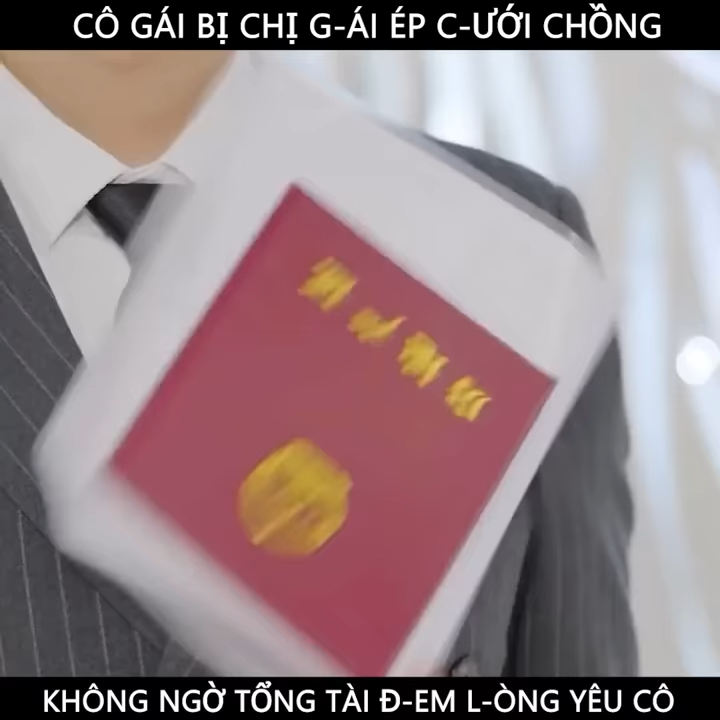 CÔ GÁI BỊ CHỊ G-ÁI ÉP C-ƯỚI CHỒNG
KHÔNG NGỜ TỔNG TÀI Đ-EM L-ÒNG YÊU CÔ